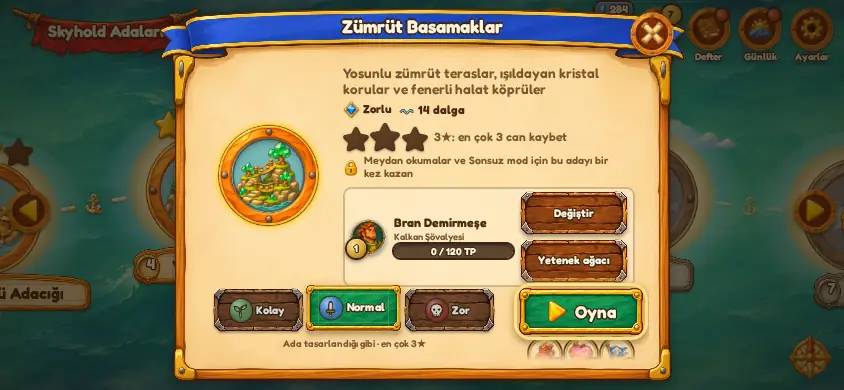 Zümrüt Basamaklar
284
7
Skyhold Adaları
Defter
Günlük
Ayarlar
Yosunlu zümrüt teraslar, ışıldayan kristal
korular ve fenerli halat köprüler
Zorlu
14 dalga
3★: en çok 3 can kaybet
Meydan okumalar ve Sonsuz mod için bu adayı bir
kez kazan
Bran Demirmeşe
Kalkan Şövalyesi
1
0 / 120 TP
Değiştir
Yetenek ağacı
4
ü Adacığı
7
Kolay
Normal
Zor
Oyna
Ada tasarlandığı gibi · en çok 3★